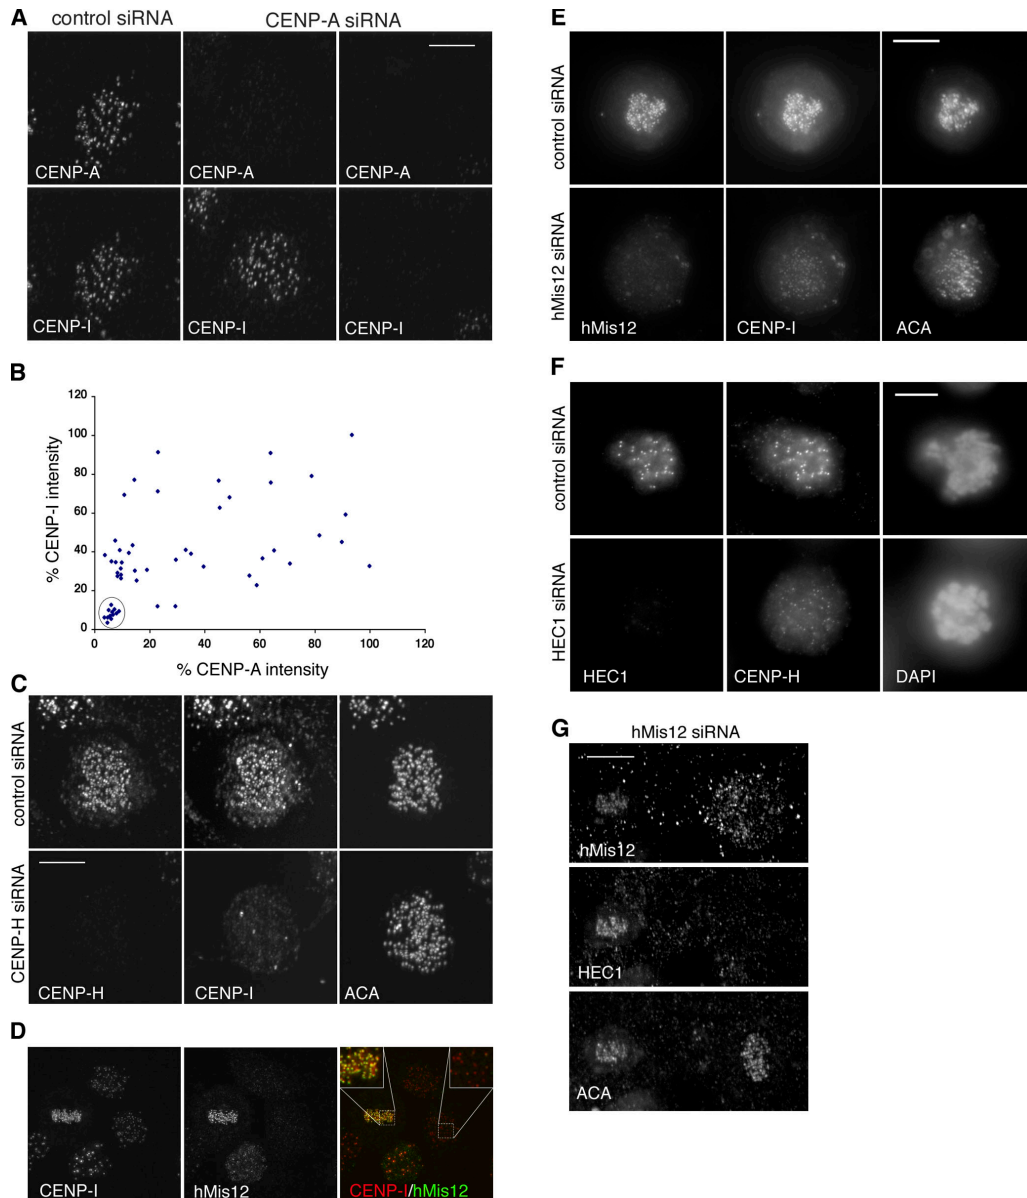 A
control siRNA
CENP-A siRNA
CENP-A
CENP-A
CENP-A
CENP-I
CENP-I
CENP-I
B
120
100
80
60
40
20
0
0
20
40
60
80
100
120
% CENP-I intensity
% CENP-A intensity
C
control siRNA
CENP-H siRNA
CENP-H
CENP-I
ACA
D
CENP-I
hMis12
CENP-I/hMis12
E
control siRNA
hMis12 siRNA
hMis12
CENP-I
ACA
F
control siRNA
HEC1 siRNA
HEC1
CENP-H
DAPI
G
hMis12 siRNA
hMis12
HEC1
ACA